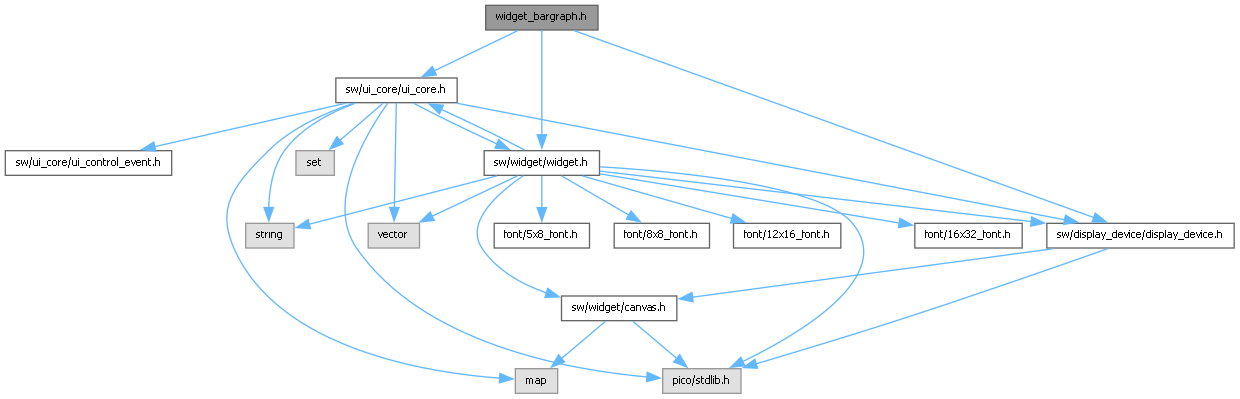 widget_bargraph.h
sw/ui_core/ui_core.h
sw/ui_core/ui_control_event.h
set
sw/widget/widget.h
string
vector
font/5x8_font.h
font/8x8_font.h
font/12x16_font.h
font/16x32_font.h
sw/display_device/display_device.h
sw/widget/canvas.h
map
pico/stdlib.h